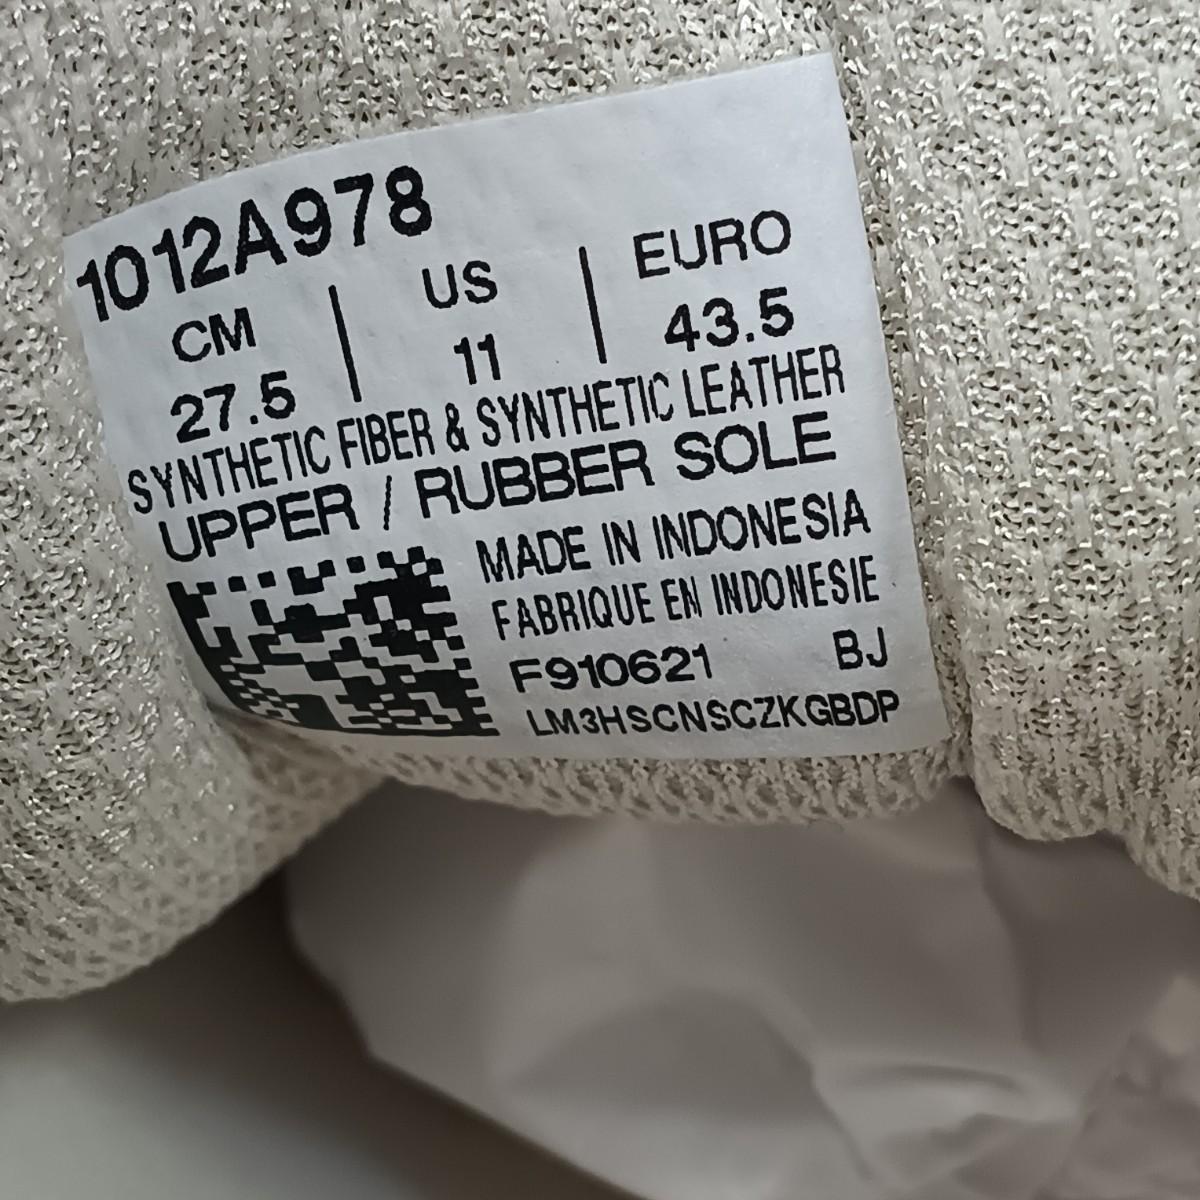 1012A978
CM | US | EURO
27.5 | 11 | 43.5
SYNTHETIC FIBER & SYNTHETIC LEATHER
UPPER / RUBBER SOLE
MADE IN INDONESIA
FABRIQUE EN INDONESIE
F910621 BJ
LM3HSCNSCZKGBDP